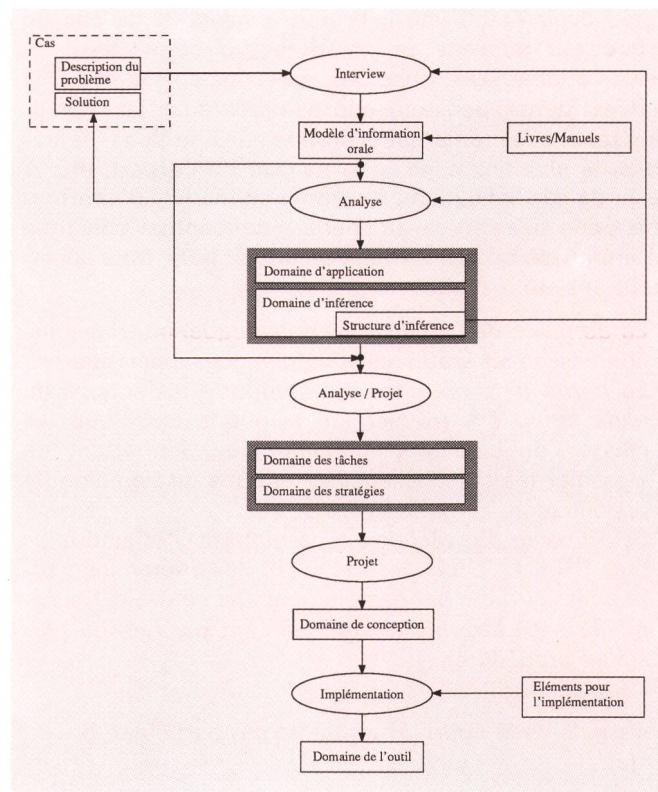 Cas
Description du
problème
Solution
Interview
Modèle d'information
orale
Livres/Manuels
Analyse
Domaine d'application
Domaine d'inférence
Structure d'inférence
Analyse / Projet
Domaine des tâches
Domaine des stratégies
Projet
Domaine de conception
Implémentation
Eléments pour
l'implémentation
Domaine de l'outil